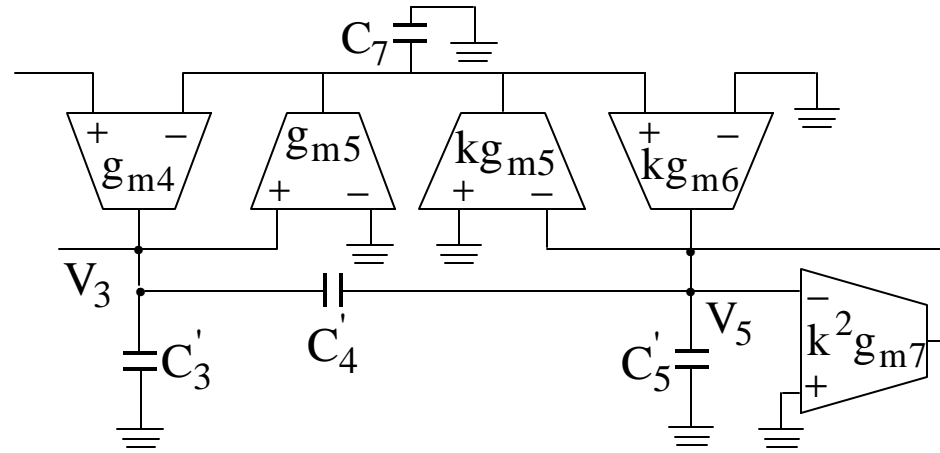 C7
+ −
gm4
gm5
+ −
kgm5
+ −
+ −
kgm6
V3
C'3
C'4
V5
C'5
−
k²gm7
+